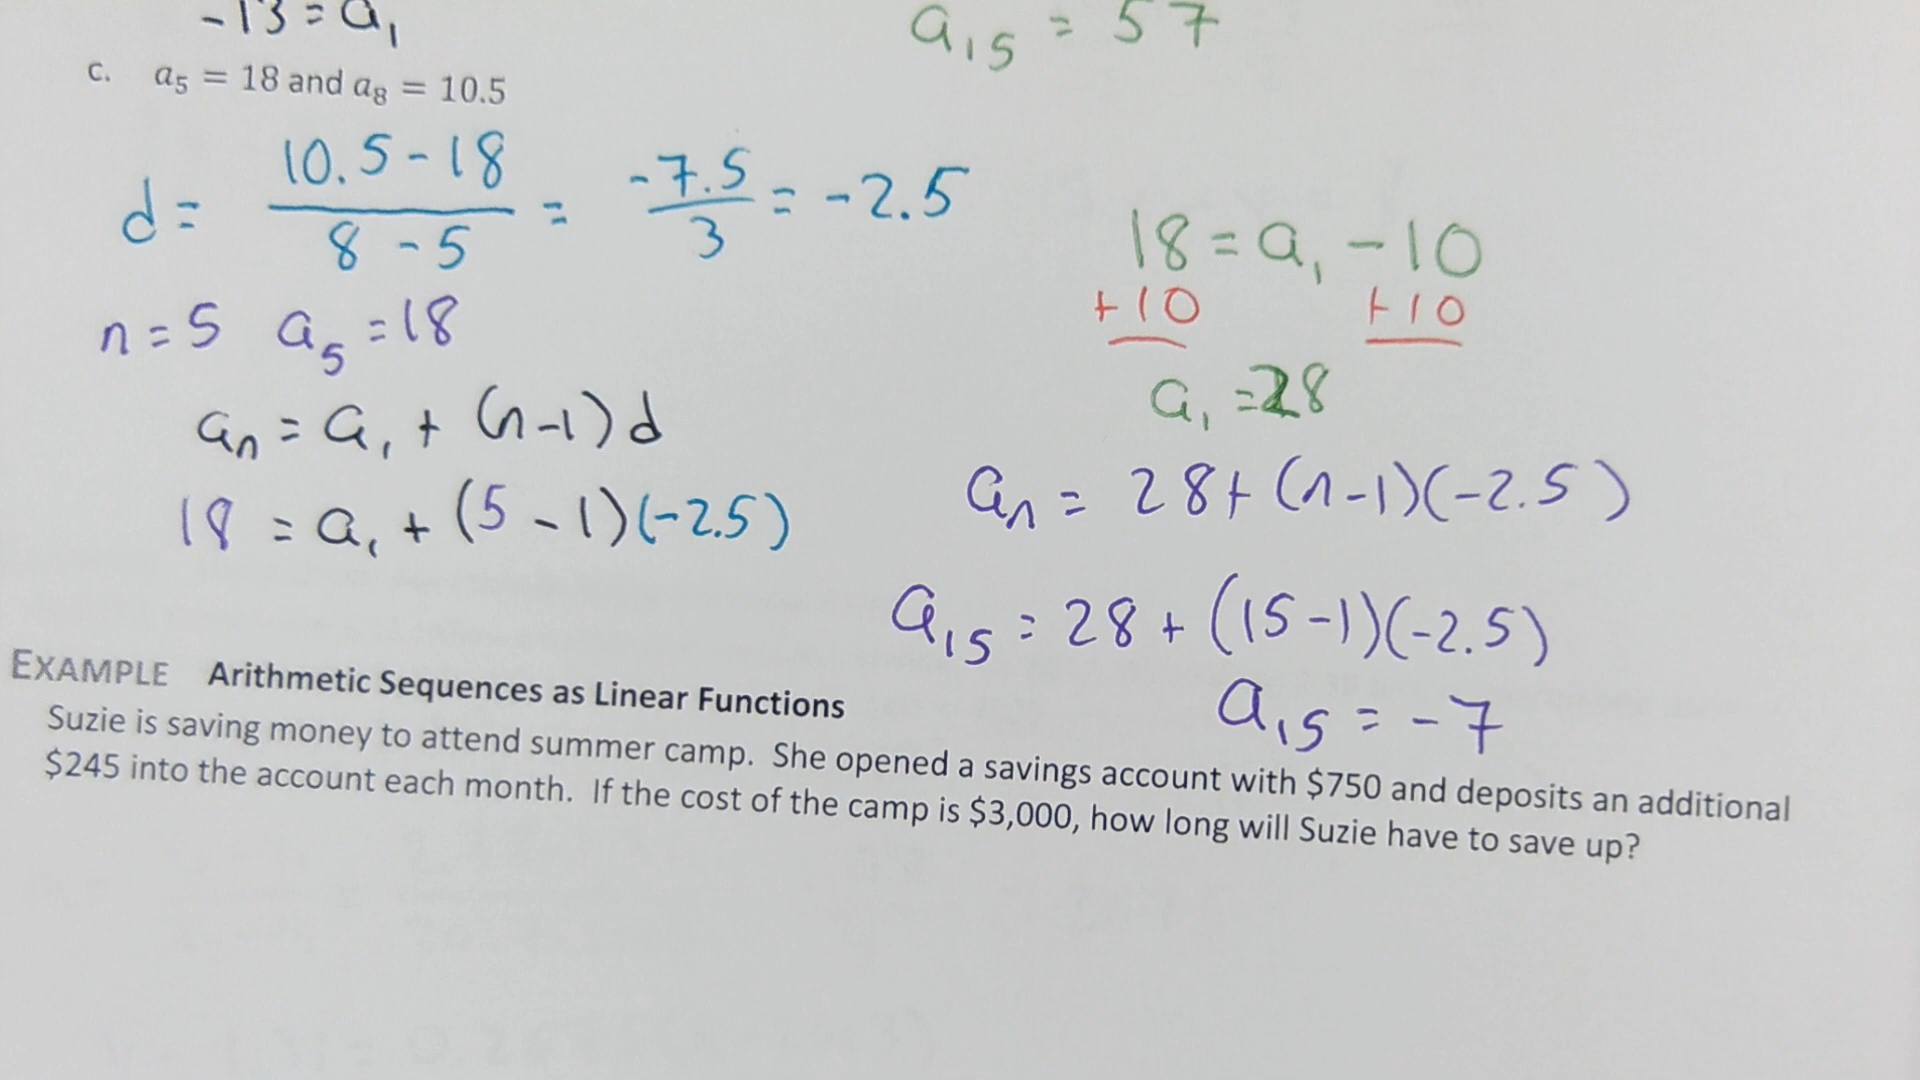 -13 = a₁
a₁₅ = 57
c. a₅ = 18 and a₈ = 10.5
d = (10.5 - 18)/(8 - 5) = -7.5/3 = -2.5
n = 5 a₅ = 18
aₙ = a₁ + (n-1)d
18 = a₁ + (5 - 1)(-2.5)
18 = a₁ - 10
+10 +10
a₁ = 28
aₙ = 28 + (n-1)(-2.5)
a₁₅ = 28 + (15-1)(-2.5)
a₁₅ = -7
EXAMPLE Arithmetic Sequences as Linear Functions
Suzie is saving money to attend summer camp. She opened a savings account with $750 and deposits an additional
$245 into the account each month. If the cost of the camp is $3,000, how long will Suzie have to save up?